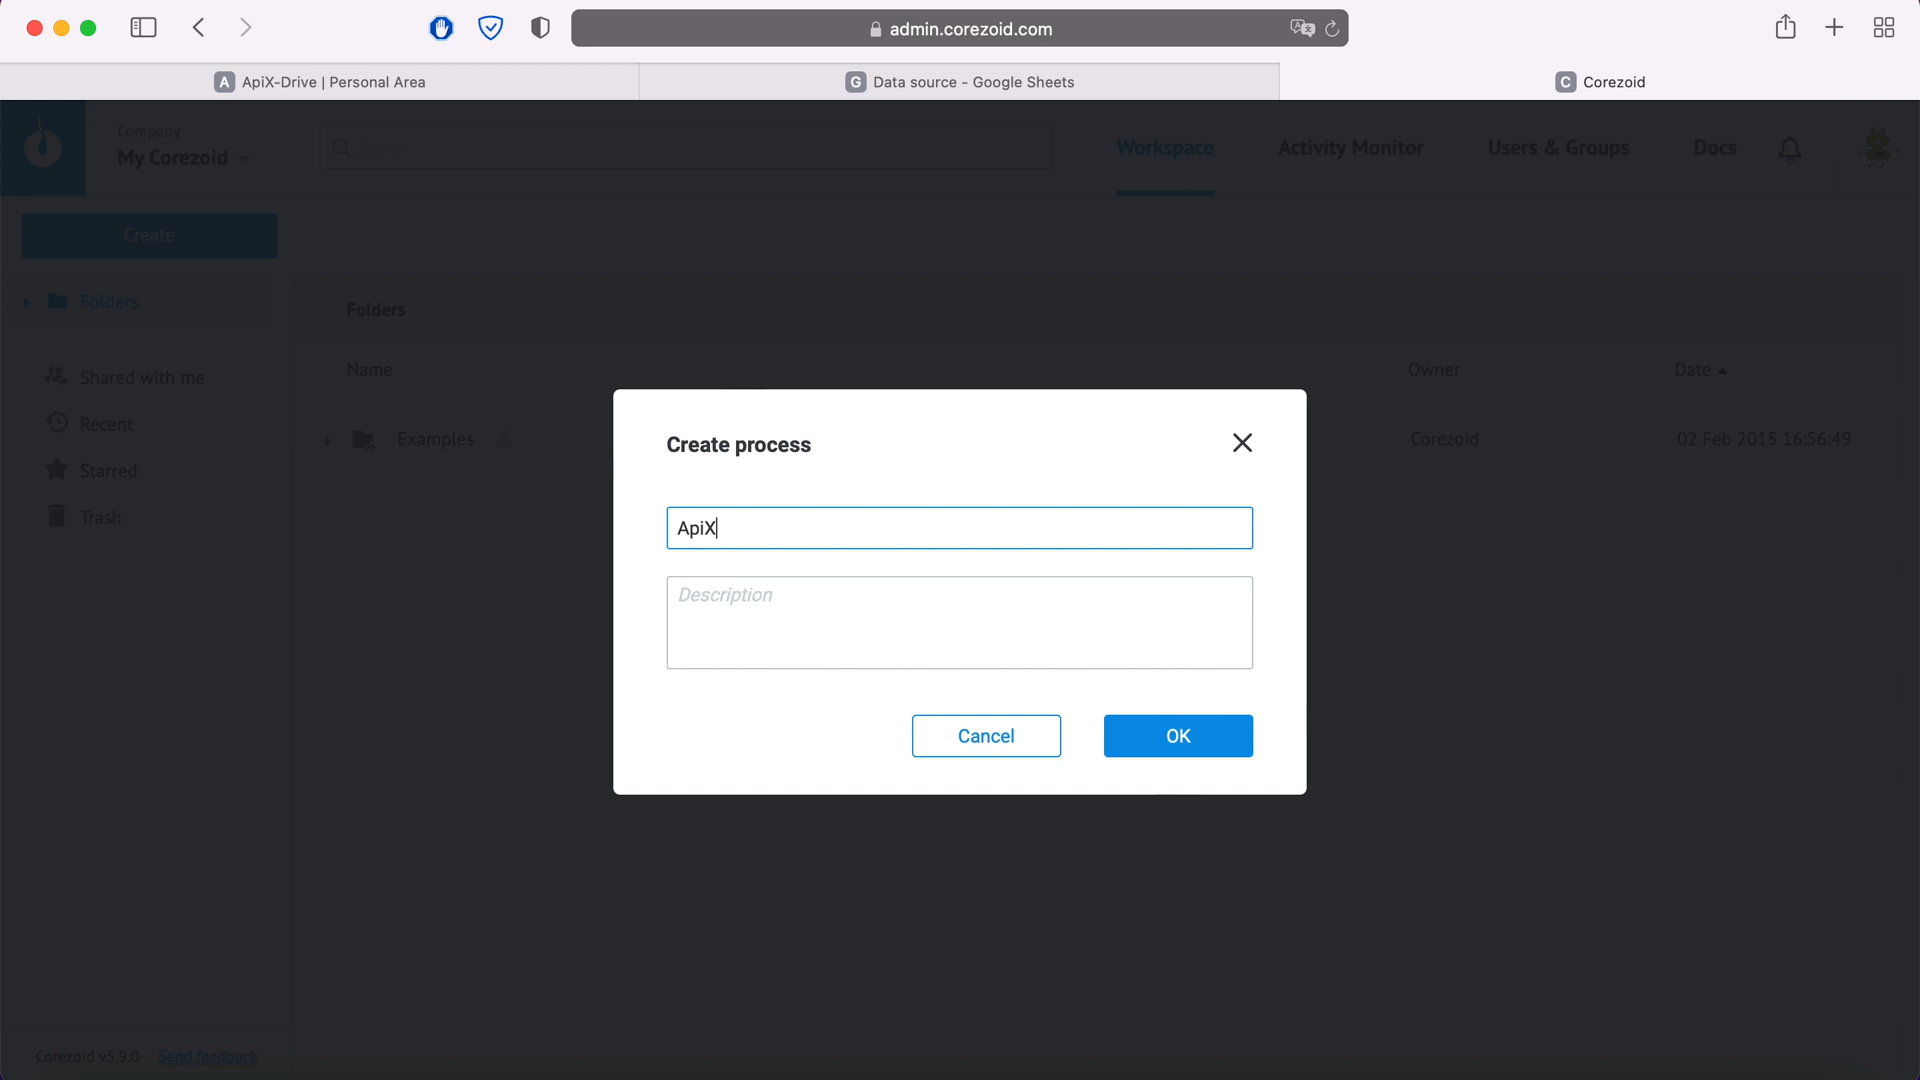 admin.corezoid.com
A ApiX-Drive | Personal Area
G Data source - Google Sheets
C Corezoid
Company
My Corezoid
Workspace
Activity Monitor
Users & Groups
Docs
Create
Folders
Folders
Shared with me
Recent
Starred
Trash
Name
Owner
Date
Examples
Corezoid
02 Feb 2015 16:56:49
Create process
ApiX
Description
Cancel
OK
Corezoid v5.9.0
Send feedback